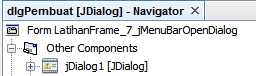 dlgPembuat [JDialog] - Navigator
Form LatihanFrame_7_jMenuBarOpenDialog
Other Components
jDialog1 [JDialog]